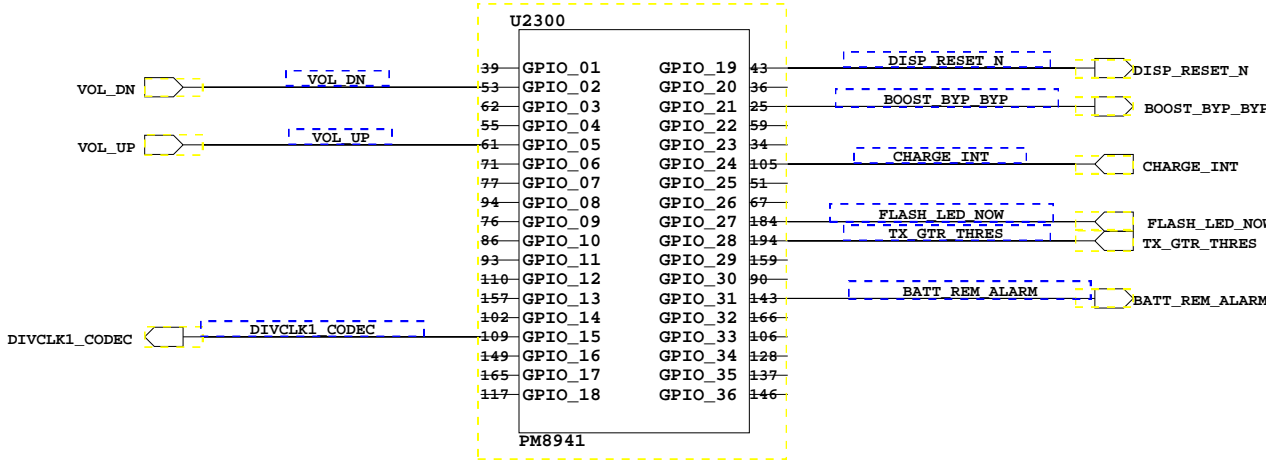 U2300
39 GPIO_01 GPIO_19 43 DISP_RESET_N DISP_RESET_N
VOL_DN VOL_DN 53 GPIO_02 GPIO_20 36
62 GPIO_03 GPIO_21 25 BOOST_BYP_BYP BOOST_BYP_BYP
55 GPIO_04 GPIO_22 59
VOL_UP VOL_UP 61 GPIO_05 GPIO_23 34
71 GPIO_06 GPIO_24 105 CHARGE_INT CHARGE_INT
77 GPIO_07 GPIO_25 51
94 GPIO_08 GPIO_26 67
76 GPIO_09 GPIO_27 184 FLASH_LED_NOW FLASH_LED_NOW
86 GPIO_10 GPIO_28 194 TX_GTR_THRES TX_GTR_THRES
93 GPIO_11 GPIO_29 159
110 GPIO_12 GPIO_30 90
157 GPIO_13 GPIO_31 143 BATT_REM_ALARM BATT_REM_ALARM
102 GPIO_14 GPIO_32 166
DIVCLK1_CODEC DIVCLK1_CODEC 109 GPIO_15 GPIO_33 106
149 GPIO_16 GPIO_34 128
165 GPIO_17 GPIO_35 137
117 GPIO_18 GPIO_36 146
PM8941